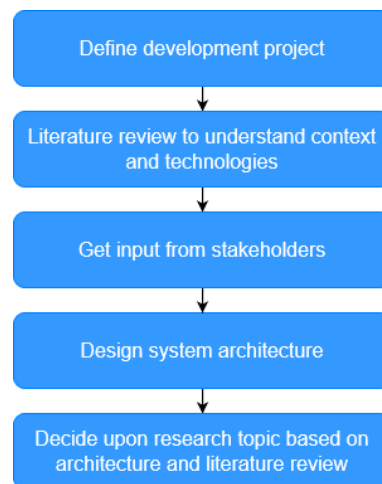 Define development project
Literature review to understand context
and technologies
Get input from stakeholders
Design system architecture
Decide upon research topic based on
architecture and literature review